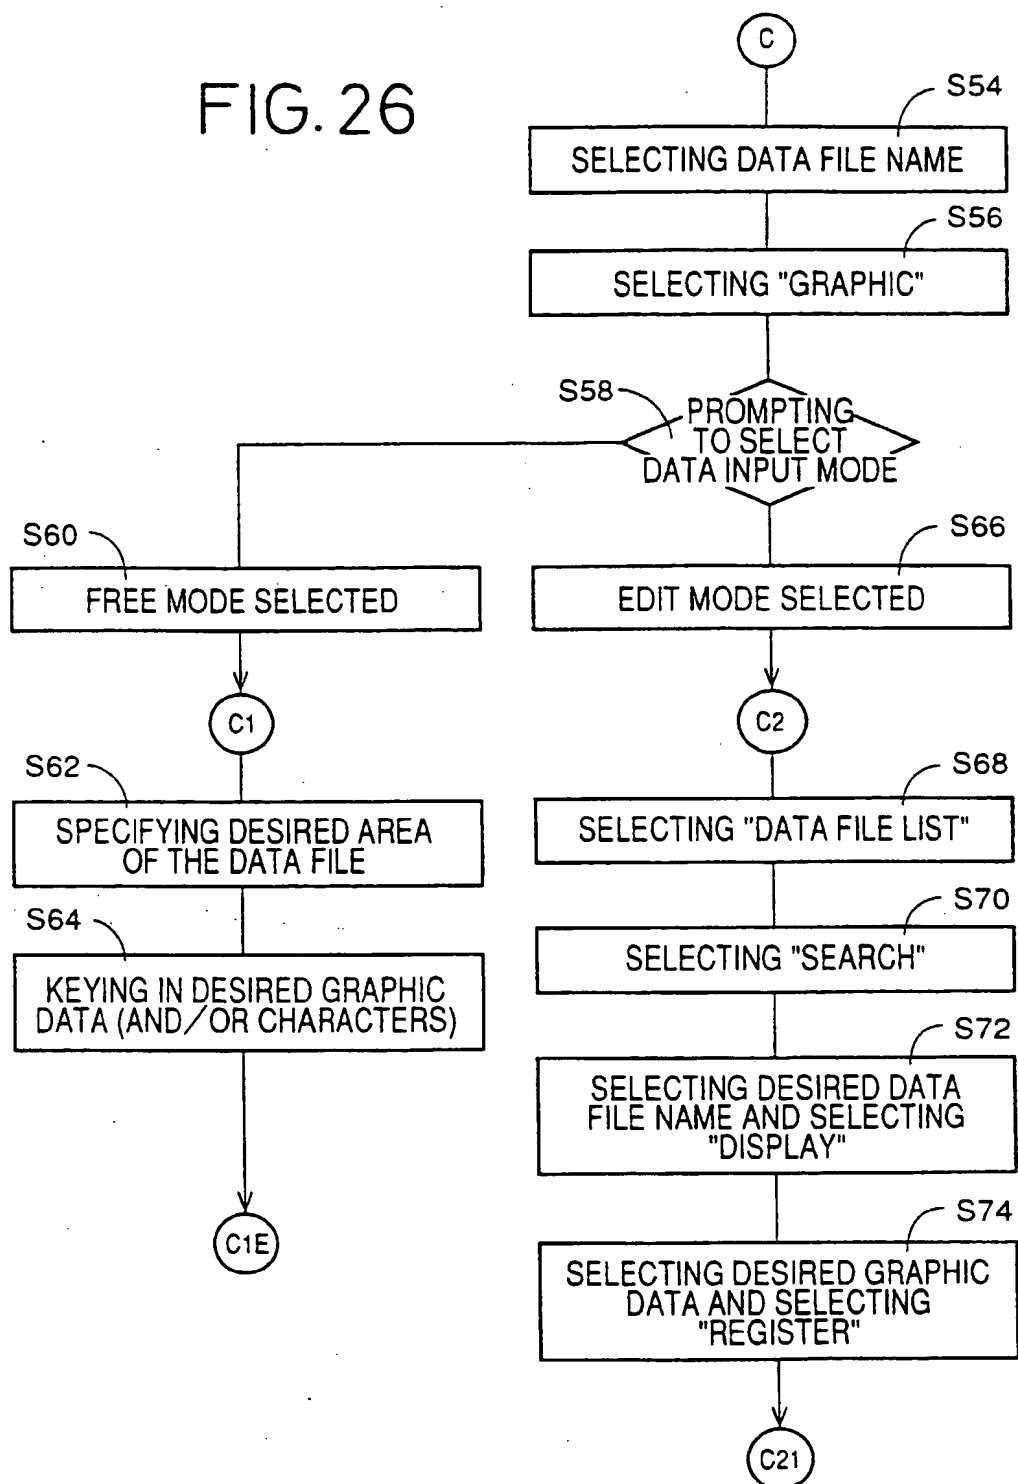 FIG. 26
C
S54
SELECTING DATA FILE NAME
S56
SELECTING "GRAPHIC"
S58
PROMPTING
TO SELECT
DATA INPUT MODE
S60
FREE MODE SELECTED
C1
S62
SPECIFYING DESIRED AREA
OF THE DATA FILE
S64
KEYING IN DESIRED GRAPHIC
DATA (AND/OR CHARACTERS)
C1E
S66
EDIT MODE SELECTED
C2
S68
SELECTING "DATA FILE LIST"
S70
SELECTING "SEARCH"
S72
SELECTING DESIRED DATA
FILE NAME AND SELECTING
"DISPLAY"
S74
SELECTING DESIRED GRAPHIC
DATA AND SELECTING
"REGISTER"
C21